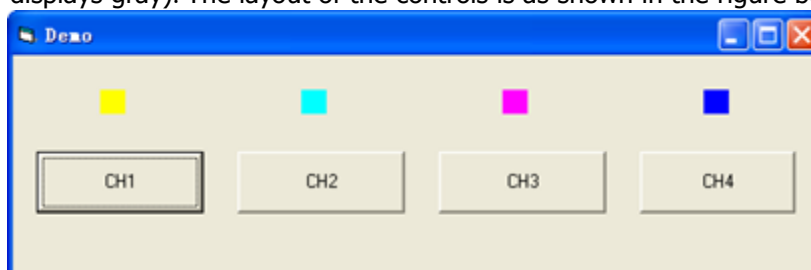 displays gray). The layout of the controls is as shown in the figure b
Demo
CH1 CH2 CH3 CH4